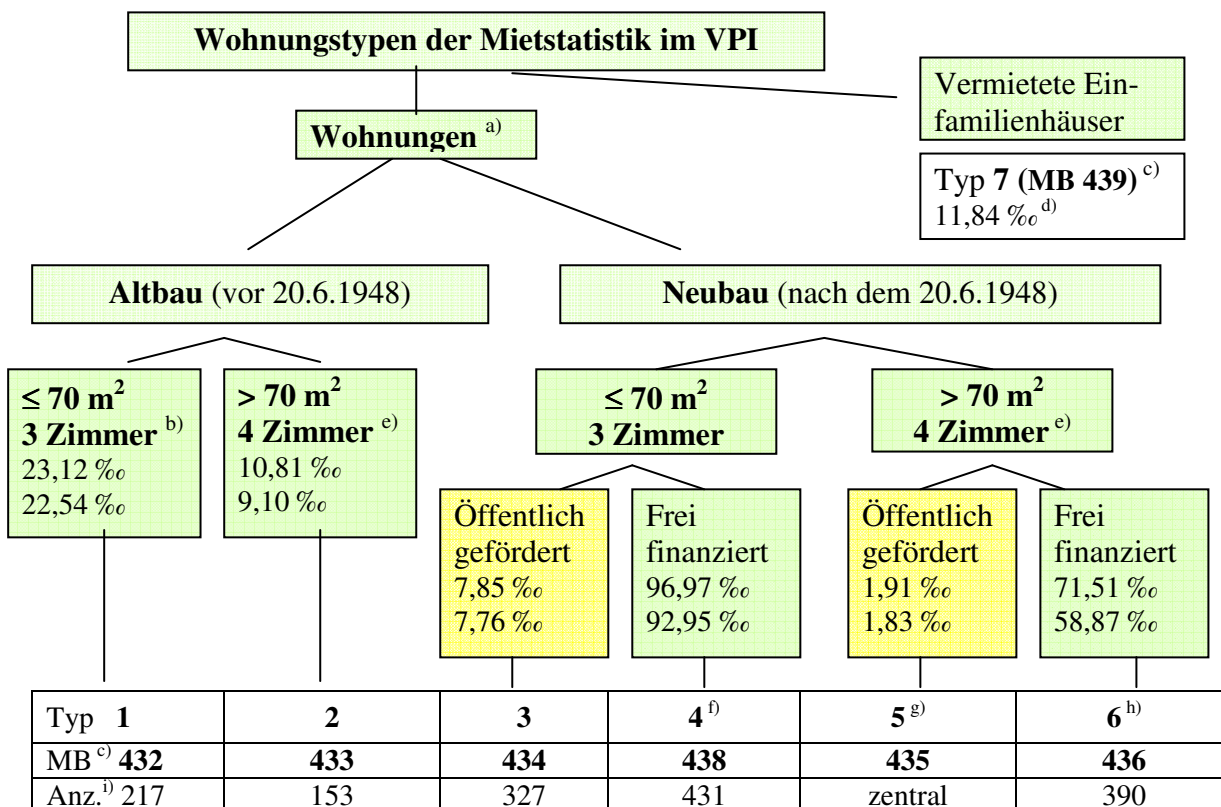 Wohnungstypen der Mietstatistik im VPI
Vermietete Ein-
familienhäuser
Wohnungen a)
Typ 7 (MB 439) c)
11,84 ‰ d)
Altbau (vor 20.6.1948)
Neubau (nach dem 20.6.1948)
≤ 70 m²
3 Zimmer b)
23,12 ‰
22,54 ‰
> 70 m²
4 Zimmer e)
10,81 ‰
9,10 ‰
≤ 70 m²
3 Zimmer
> 70 m²
4 Zimmer e)
Öffentlich
gefördert
7,85 ‰
7,76 ‰
Frei
finanziert
96,97 ‰
92,95 ‰
Öffentlich
gefördert
1,91 ‰
1,83 ‰
Frei
finanziert
71,51 ‰
58,87 ‰
Typ 1 2 3 4 f) 5 g) 6 h)
MB c) 432 433 434 438 435 436
Anz. i) 217 153 327 431 zentral 390